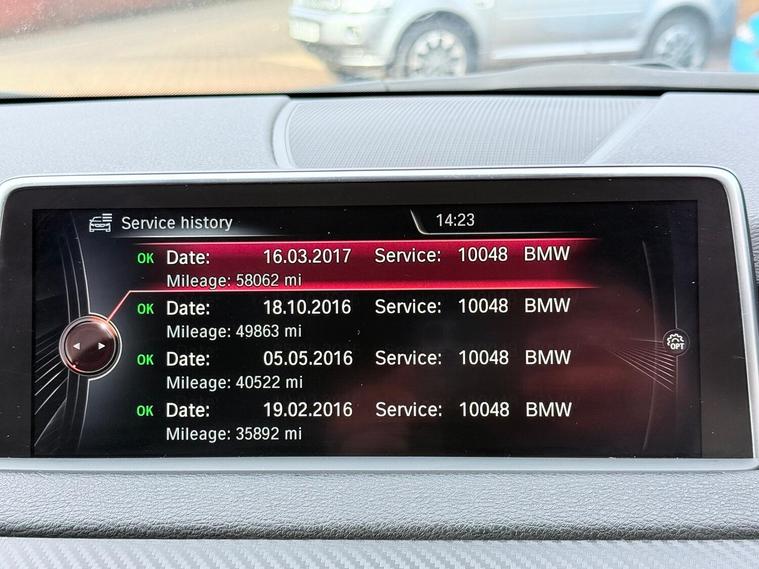 Service history 14:23
OK Date: 16.03.2017 Service: 10048 BMW
Mileage: 58062 mi
OK Date: 18.10.2016 Service: 10048 BMW
Mileage: 49863 mi
OK Date: 05.05.2016 Service: 10048 BMW
Mileage: 40522 mi
OK Date: 19.02.2016 Service: 10048 BMW
Mileage: 35892 mi
OPT